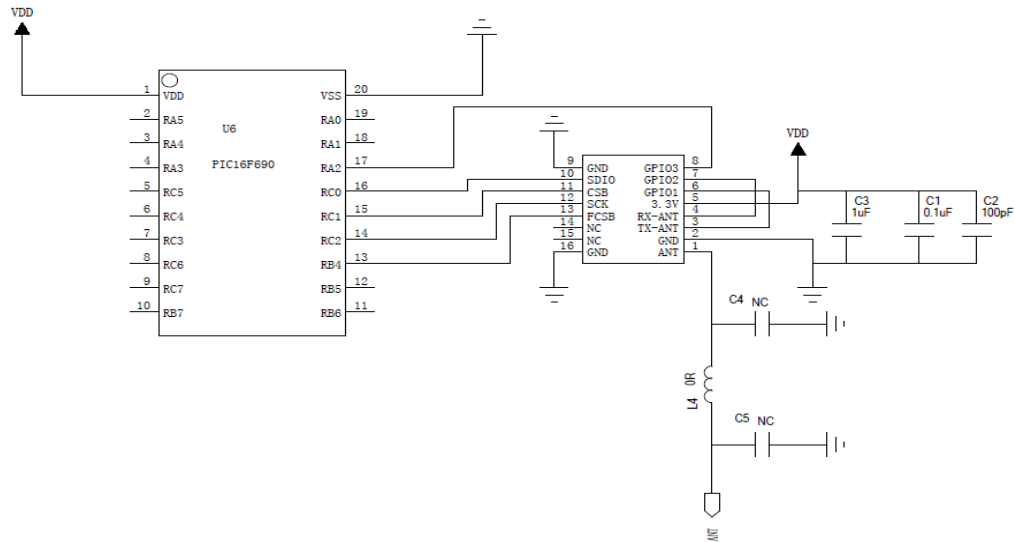 VDD
1 VDD VSS 20
2 RA5 RA0 19
U6
3 RA4 RA1 18
4 RA3 PIC16F690 RA2 17
5 RC5 RC0 16
6 RC4 RC1 15
7 RC3 RC2 14
8 RC6 RB4 13
9 RC7 RB5 12
10 RB7 RB6 11
9 GND GPIO3 8
10 SDIO GPIO2 7
11 CSB GPIO1 6
12 SCK 3.3V 5
13 FCSB RX-ANT 4
14 NC TX-ANT 3
15 NC GND 2
16 GND ANT 1
VDD
C3
1uF
C1
0.1uF
C2
100pF
C4 NC
L4 0R
C5 NC
ANT